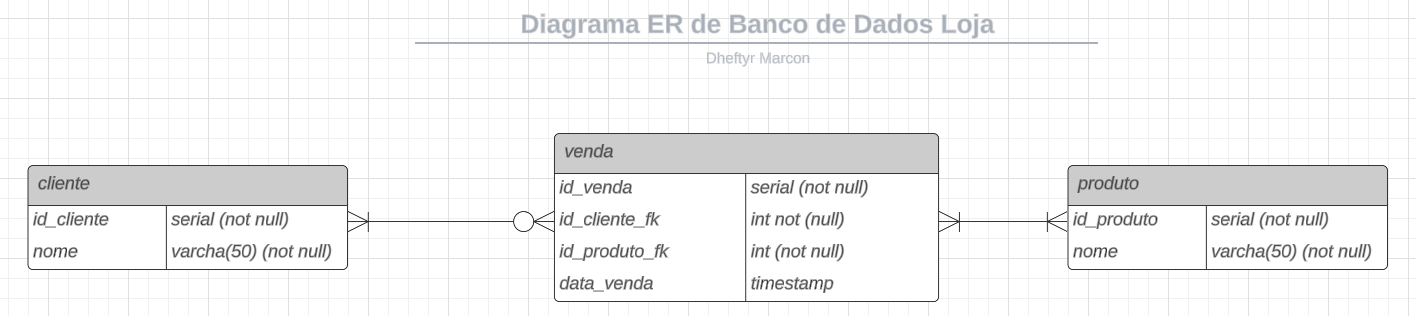 Diagrama ER de Banco de Dados Loja
Dheftyr Marcon
cliente
id_cliente serial (not null)
nome varcha(50) (not null)
venda
id_venda serial (not null)
id_cliente_fk int not (null)
id_produto_fk int (not null)
data_venda timestamp
produto
id_produto serial (not null)
nome varcha(50) (not null)